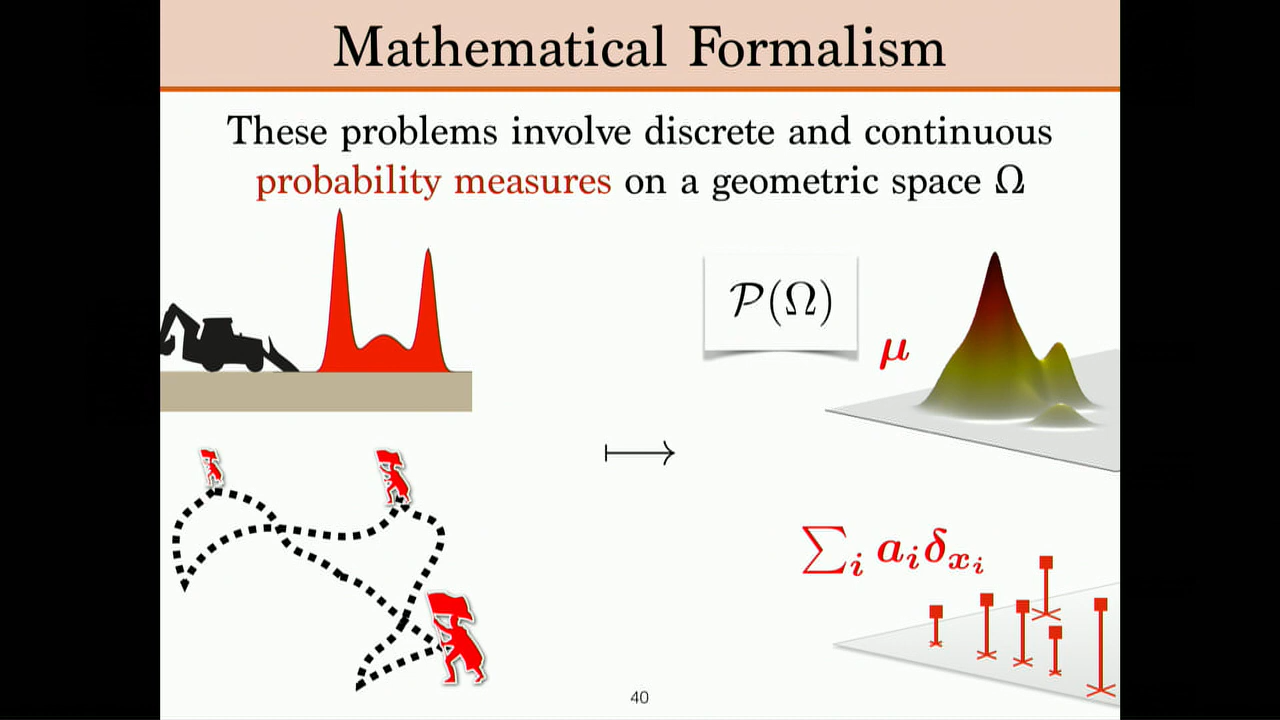 Mathematical Formalism
These problems involve discrete and continuous
probability measures on a geometric space Ω
𝒫(Ω)
μ
∑ᵢ aᵢδₓᵢ
40